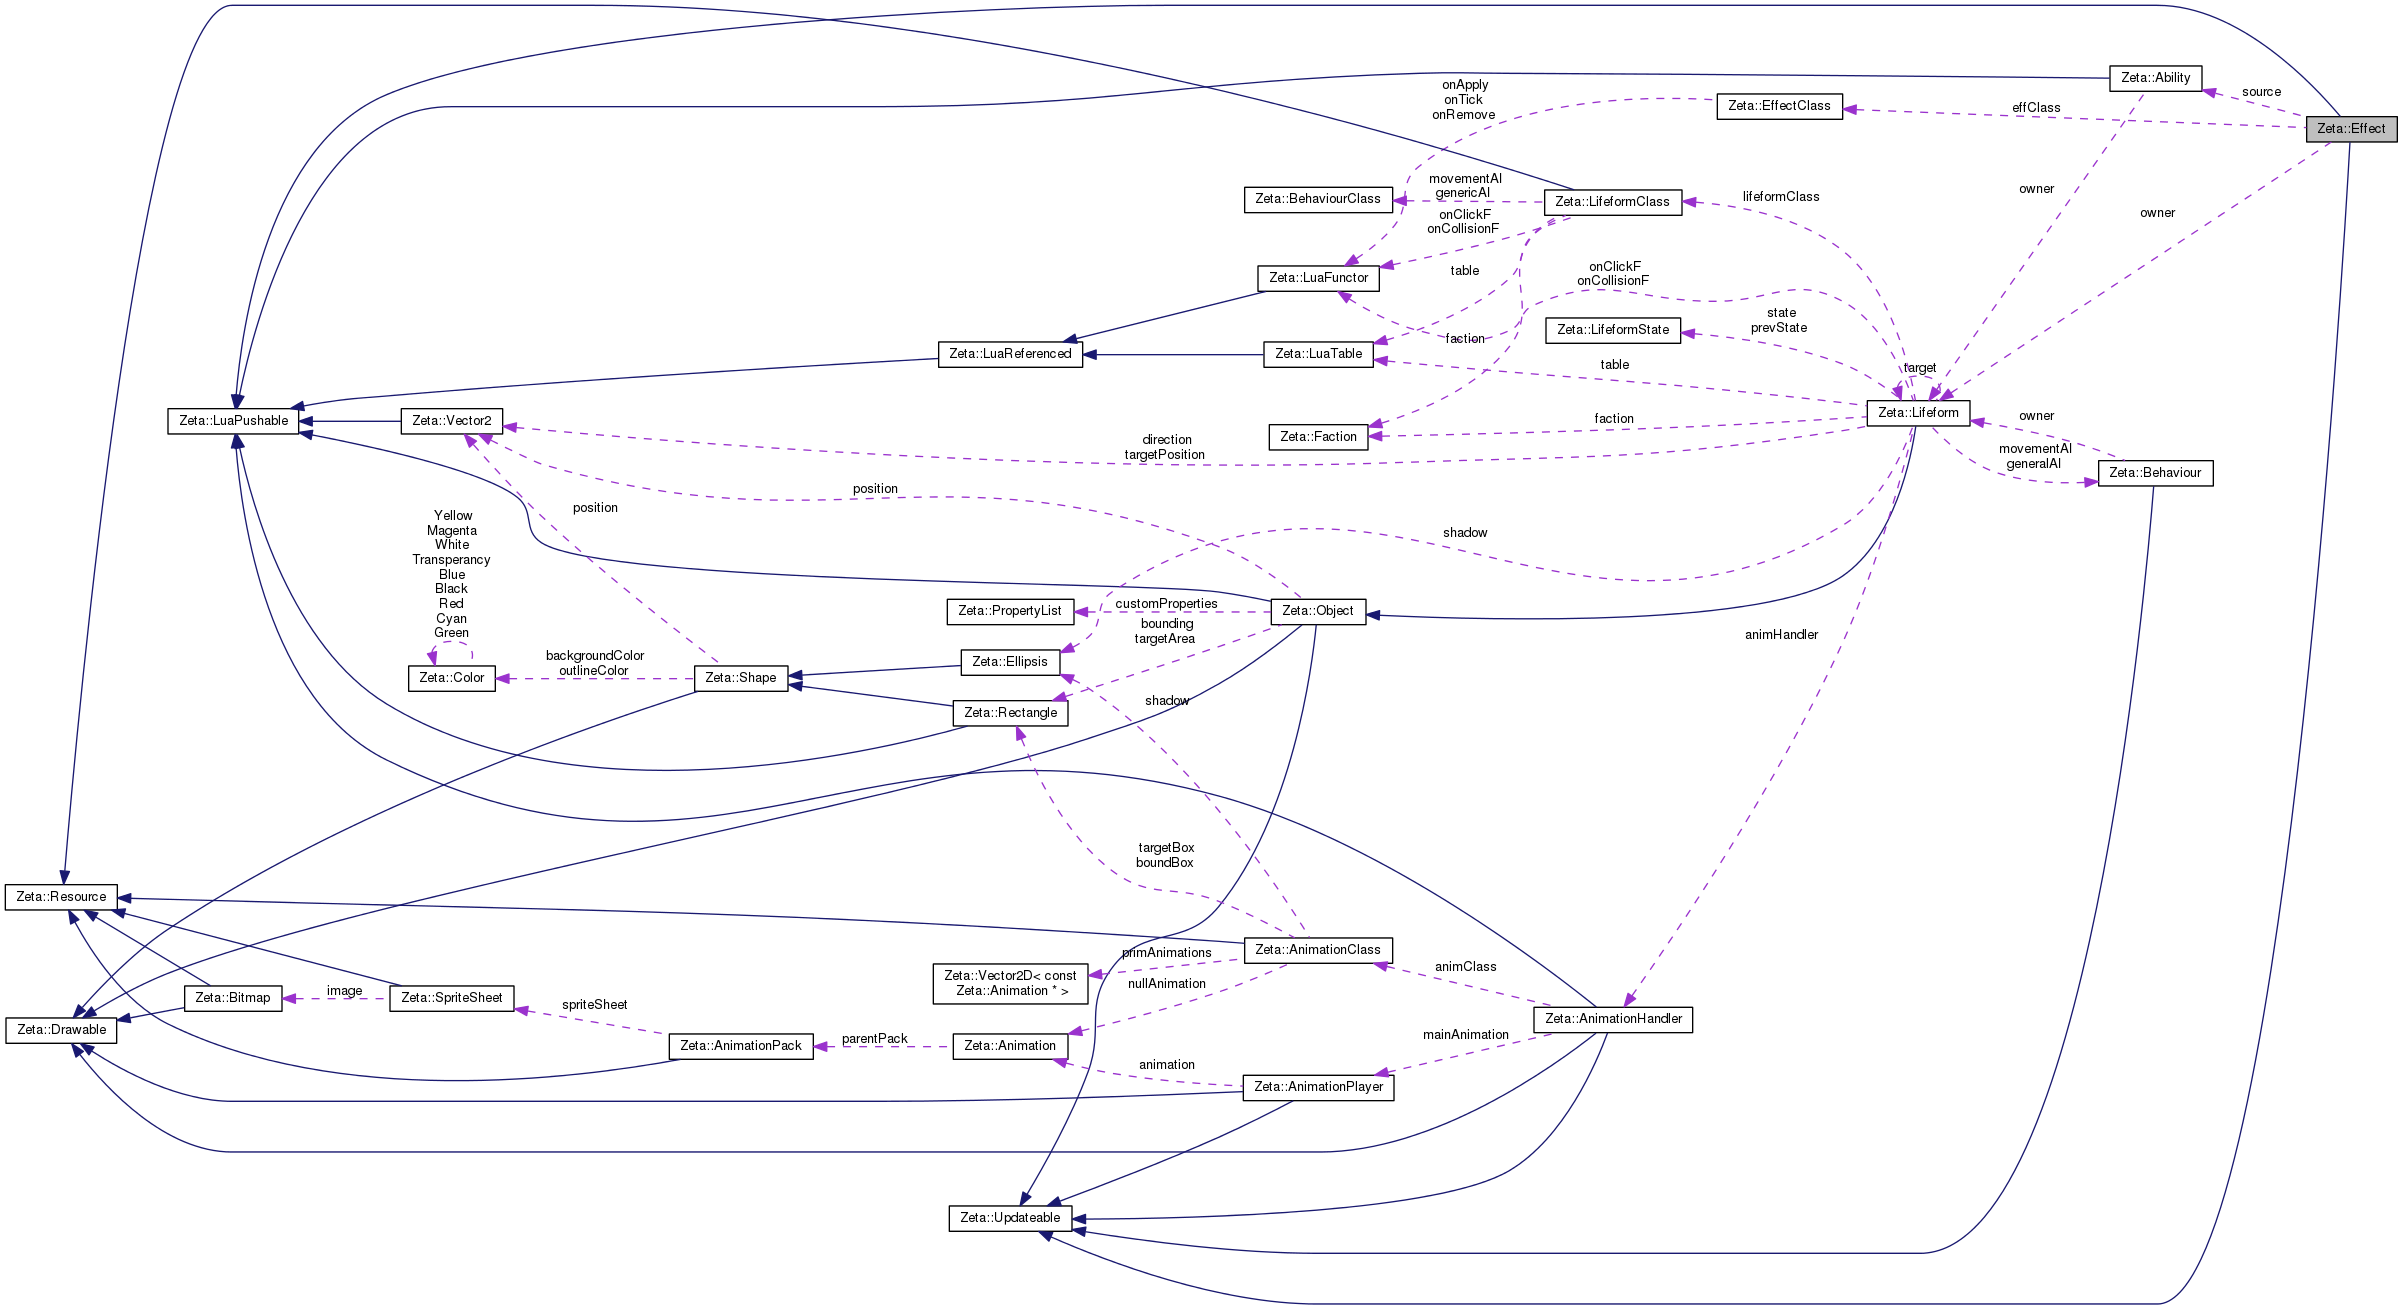 onApply
onTick
onRemove
Zeta::Ability
source
Zeta::EffectClass
effClass
Zeta::Effect
movementAI
genericAI
Zeta::BehaviourClass
Zeta::LifeformClass
lifeformClass
owner
owner
onClickF
onCollisionF
Zeta::LuaFunctor
table
onClickF
onCollisionF
Zeta::LifeformState
state
prevState
Zeta::LuaReferenced
Zeta::LuaTable
faction
table
target
Zeta::LuaPushable
Zeta::Vector2
Zeta::Faction
faction
Zeta::Lifeform
owner
direction
targetPosition
movementAI
generalAI
Zeta::Behaviour
position
position
shadow
Yellow
Magenta
White
Transperancy
Blue
Black
Red
Cyan
Green
Zeta::Color
backgroundColor
outlineColor
Zeta::Shape
Zeta::PropertyList
customProperties
Zeta::Object
bounding
targetArea
animHandler
Zeta::Ellipsis
Zeta::Rectangle
shadow
targetBox
boundBox
Zeta::Resource
Zeta::AnimationClass
primAnimations
Zeta::Vector2D< const
Zeta::Animation * >
nullAnimation
animClass
Zeta::Bitmap
image
Zeta::SpriteSheet
spriteSheet
Zeta::Drawable
Zeta::AnimationPack
parentPack
Zeta::Animation
Zeta::AnimationHandler
mainAnimation
animation
Zeta::AnimationPlayer
Zeta::Updateable